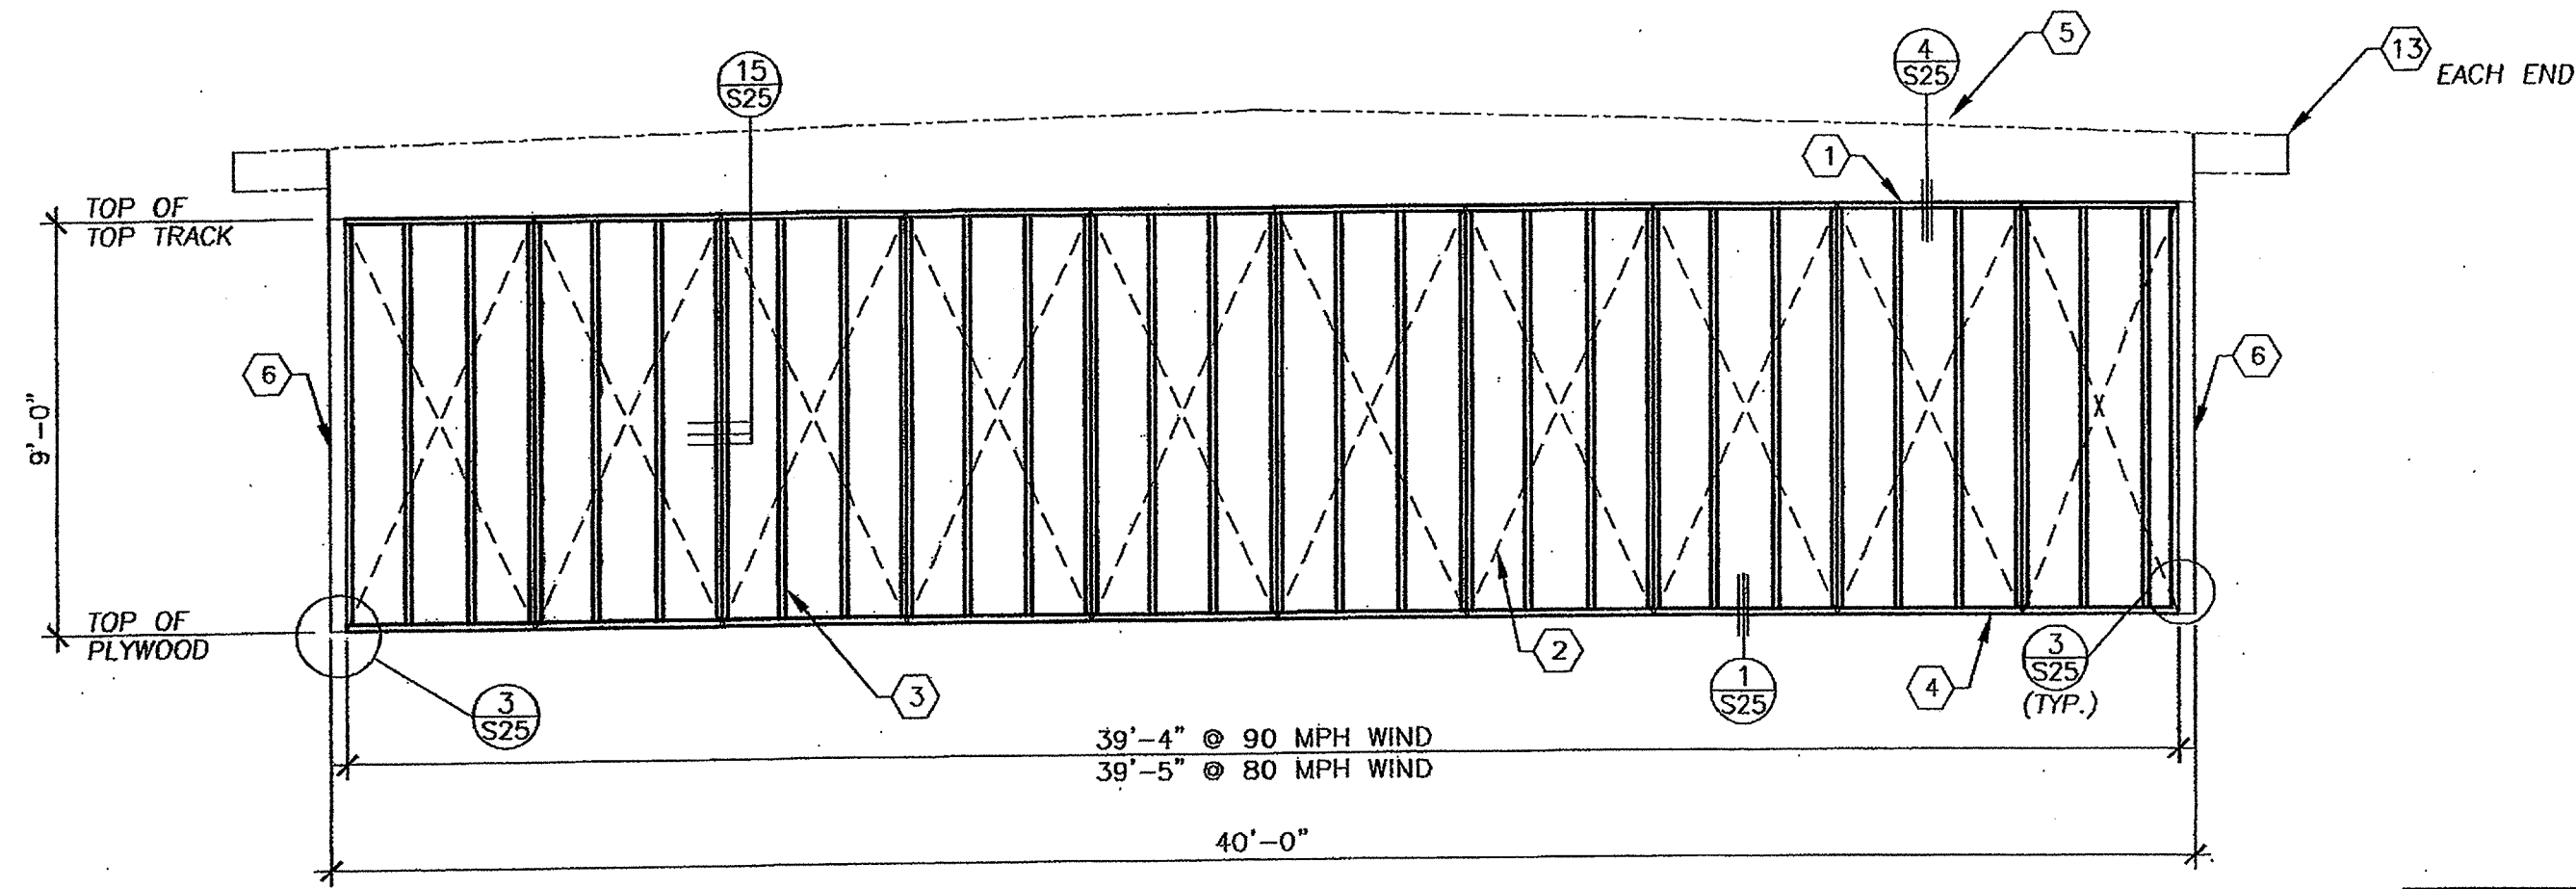 5
13
EACH END
15
S25
4
S25
1
TOP OF
TOP TRACK
6
6
9'-0"
TOP OF
PLYWOOD
3
S25
3
2
1
S25
4
3
S25
(TYP.)
39'-4" @ 90 MPH WIND
39'-5" @ 80 MPH WIND
40'-0"